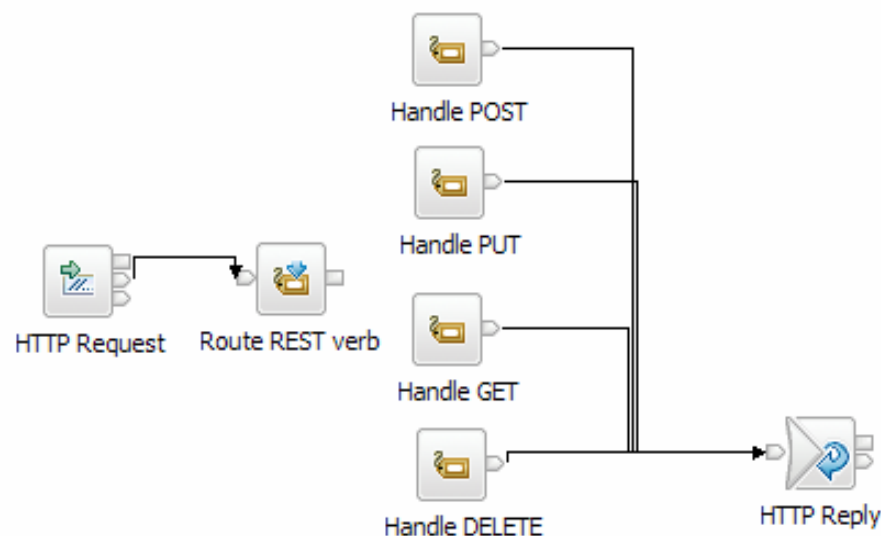 Handle POST
Handle PUT
HTTP Request
Route REST verb
Handle GET
Handle DELETE
HTTP Reply